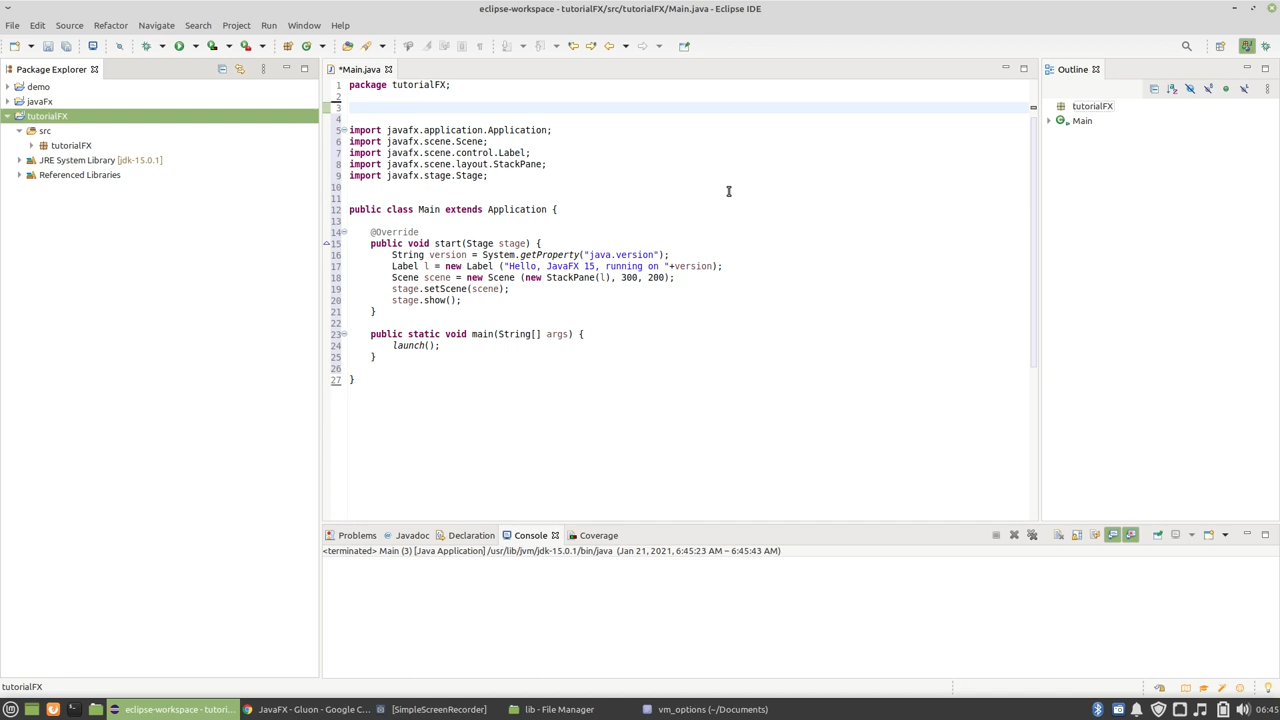 eclipse-workspace - tutorialFX/src/tutorialFX/Main.java - Eclipse IDE
File Edit Source Refactor Navigate Search Project Run Window Help
Package Explorer
demo
javaFx
tutorialFX
src
tutorialFX
JRE System Library [jdk-15.0.1]
Referenced Libraries
*Main.java
1 package tutorialFX;
2
3
4
5 import javafx.application.Application;
6 import javafx.scene.Scene;
7 import javafx.scene.control.Label;
8 import javafx.scene.layout.StackPane;
9 import javafx.stage.Stage;
10
11
12 public class Main extends Application {
13
14 @Override
15 public void start(Stage stage) {
16 String version = System.getProperty("java.version");
17 Label l = new Label ("Hello, JavaFX 15, running on "+version);
18 Scene scene = new Scene (new StackPane(l), 300, 200);
19 stage.setScene(scene);
20 stage.show();
21 }
22
23 public static void main(String[] args) {
24 launch();
25 }
26
27 }
Outline
tutorialFX
Main
Problems Javadoc Declaration Console Coverage
<terminated> Main (3) [Java Application] /usr/lib/jvm/jdk-15.0.1/bin/java (Jan 21, 2021, 6:45:23 AM – 6:45:43 AM)
tutorialFX
eclipse-workspace - tutori... JavaFX - Gluon - Google C... [SimpleScreenRecorder] lib - File Manager vm_options (~/Documents) 06:45